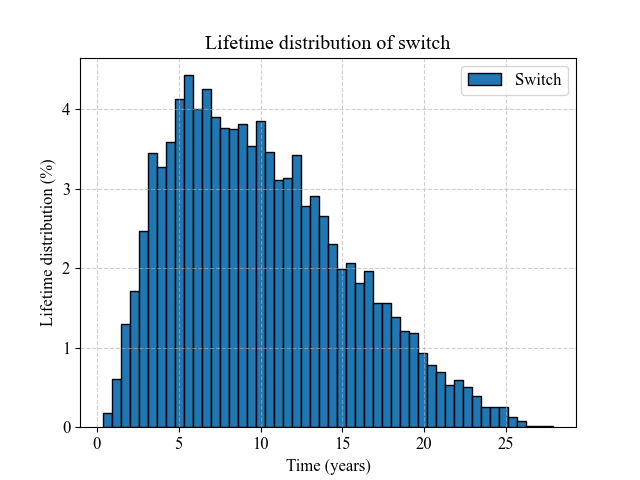 Lifetime distribution of switch
Switch
Lifetime distribution (%)
4
3
2
1
0
0 5 10 15 20 25
Time (years)